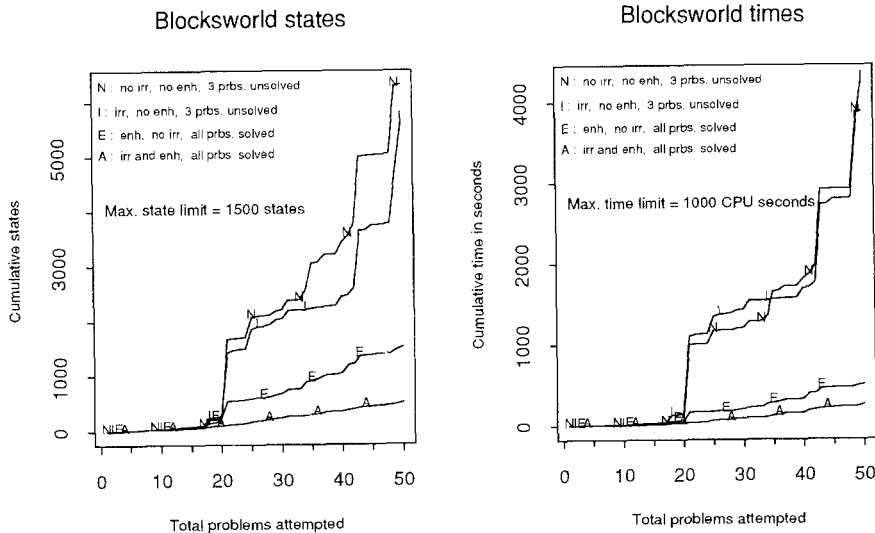 Blocksworld states
N : no irr, no enh, 3 prbs. unsolved
I : irr, no enh, 3 prbs. unsolved
E : enh, no irr, all prbs. solved
A : irr and enh, all prbs. solved
Max. state limit = 1500 states
Cumulative states
0 1000 3000 5000
N
N
N
N
I
I
E
E
E
A
A
A
NIEA NIEA
0 10 20 30 40 50
Total problems attempted
Blocksworld times
N : no irr, no enh, 3 prbs. unsolved
I : irr, no enh, 3 prbs. unsolved
E : enh, no irr, all prbs. solved
A : irr and enh, all prbs. solved
Max. time limit = 1000 CPU seconds
Cumulative time in seconds
0 1000 2000 3000 4000
N
N
N
N
I
I
E
E
E
A
A
A
NIEA NIEA
0 10 20 30 40 50
Total problems attempted